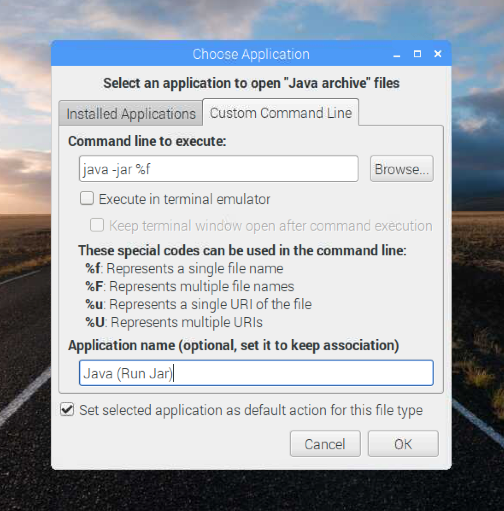 Choose Application
Select an application to open "Java archive" files
Installed Applications
Custom Command Line
Command line to execute:
java -jar %f
Browse...
Execute in terminal emulator
Keep terminal window open after command execution
These special codes can be used in the command line:
%f: Represents a single file name
%F: Represents multiple file names
%u: Represents a single URI of the file
%U: Represents multiple URIs
Application name (optional, set it to keep association)
Java (Run Jar)
Set selected application as default action for this file type
Cancel
OK